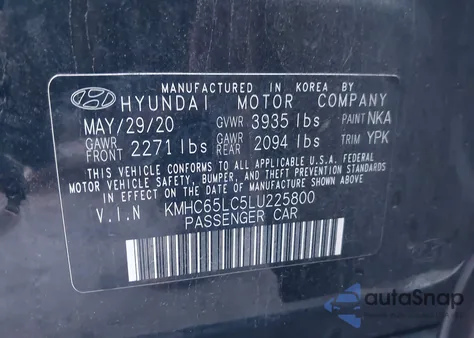 MANUFACTURED IN KOREA BY
HYUNDAI MOTOR COMPANY
MAY/29/20 GVWR 3935 lbs PAINT NKA
GAWR FRONT 2271 lbs GAWR REAR 2094 lbs TRIM YPK
THIS VEHICLE CONFORMS TO ALL APPLICABLE U.S.A. FEDERAL
MOTOR VEHICLE SAFETY, BUMPER, AND THEFT PREVENTION STANDARDS
IN EFFECT ON THE DATE OF MANUFACTURE SHOWN ABOVE.
V.I.N KMHC65LC5LU225800
PASSENGER CAR
autoSnap